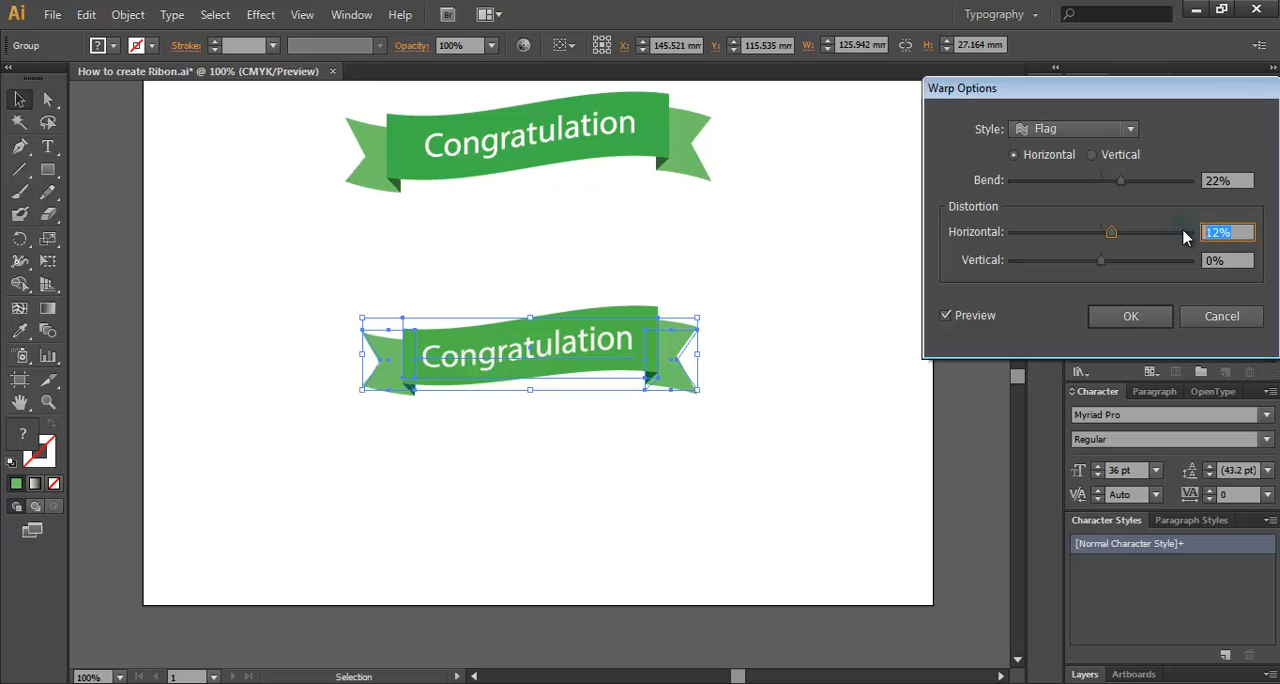 Ai File Edit Object Type Select Effect View Window Help Br Typography
Group ? Stroke: Opacity: 100% X: 145.521 mm Y: 115.535 mm W: 125.942 mm H: 27.164 mm
How to create Ribon.ai* @ 100% (CMYK/Preview) ×
Warp Options
Style: Flag
Horizontal Vertical
Bend: 22%
Distortion
Horizontal: 12%
Vertical: 0%
Preview OK Cancel
Congratulation
Congratulation
Character Paragraph OpenType
Myriad Pro
Regular
36 pt (43.2 pt)
Auto 0
Character Styles Paragraph Styles
[Normal Character Style]+
?
Layers Artboards
100% 1 Selection